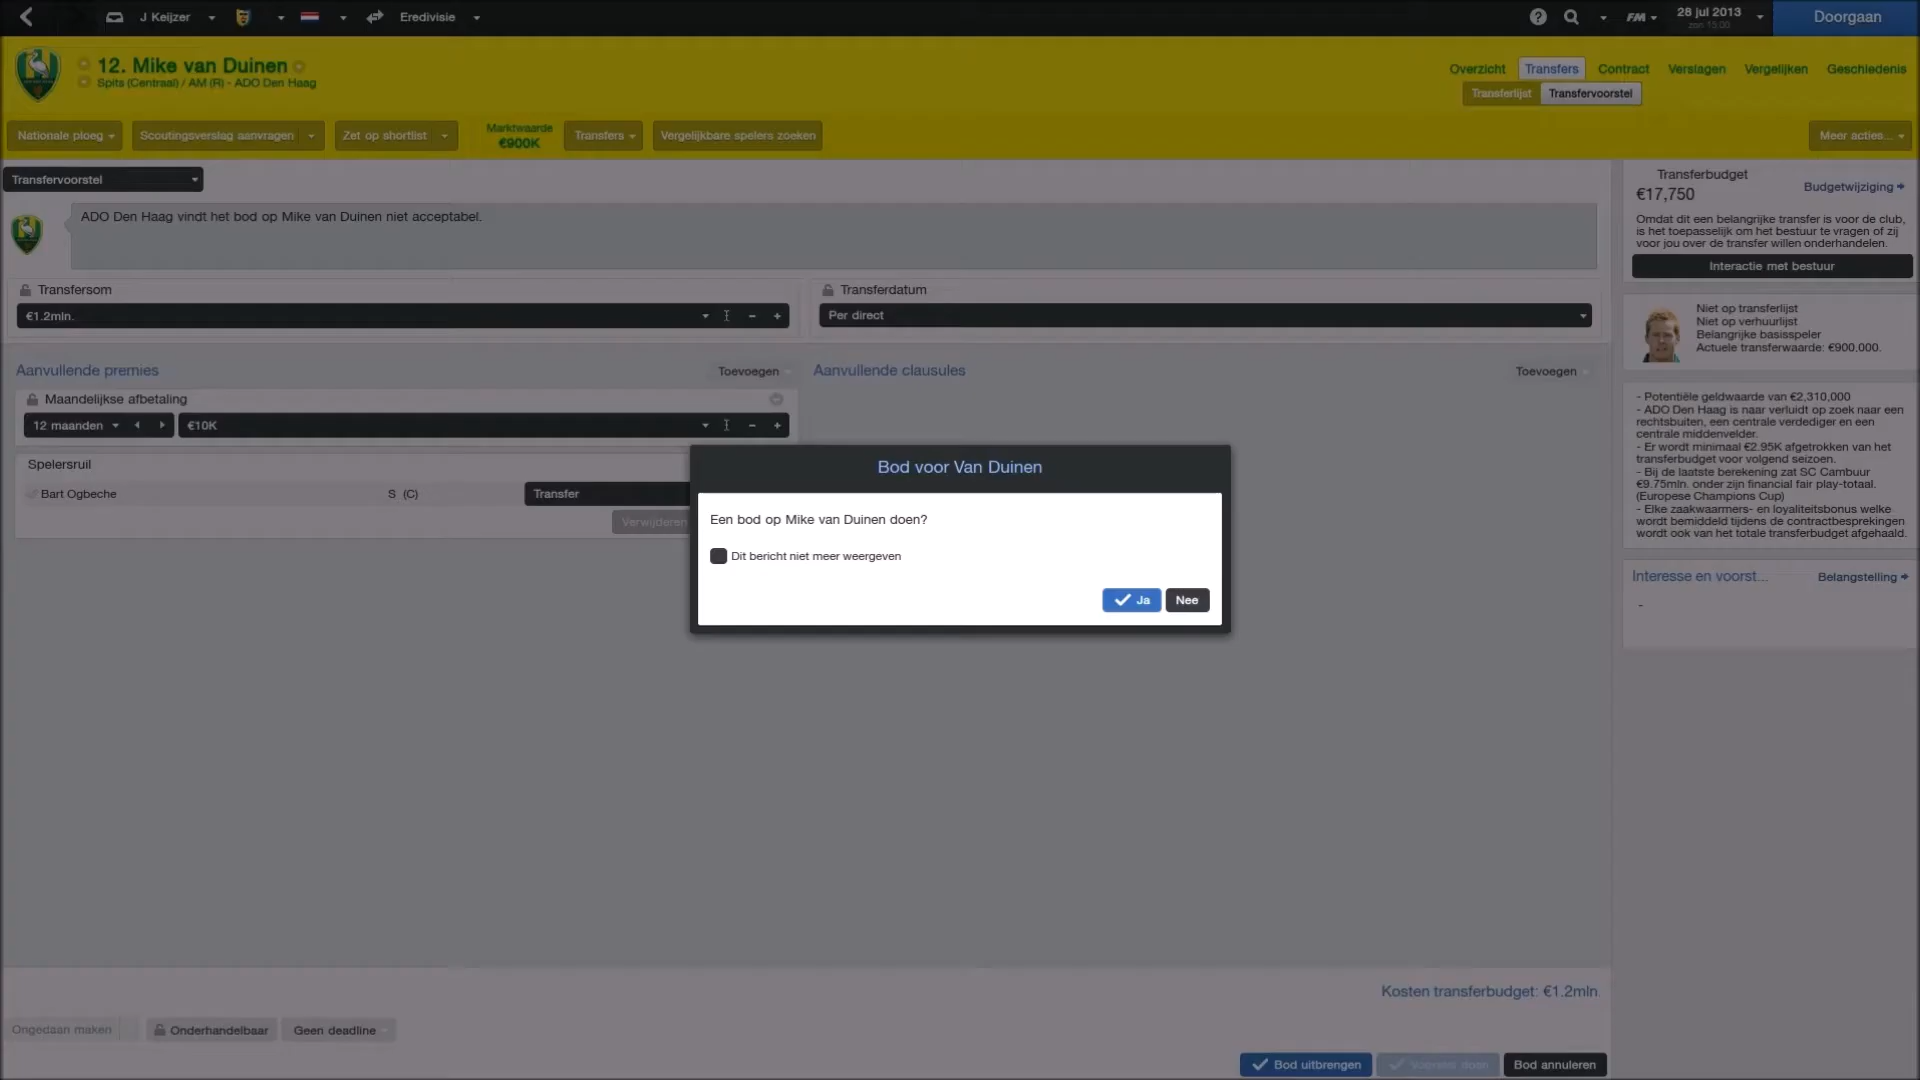 J Keijzer
Eredivisie
FM
28 jul 2013
zon 15:00
Doorgaan
12. Mike van Duinen
Spits (Centraal) / AM (R) - ADO Den Haag
Overzicht
Transfers
Contract
Verslagen
Vergelijken
Geschiedenis
Transferlijst
Transfervoorstel
Nationale ploeg
Scoutingsverslag aanvragen
Zet op shortlist
Marktwaarde
€900K
Transfers
Vergelijkbare spelers zoeken
Meer acties...
Transfervoorstel
ADO Den Haag vindt het bod op Mike van Duinen niet acceptabel.
Transfersom
€1.2mln.
Transferdatum
Per direct
Aanvullende premies
Toevoegen
Aanvullende clausules
Toevoegen
Maandelijkse afbetaling
12 maanden
€10K
Spelersruil
Bart Ogbeche
S (C)
Transfer
Verwijderen
Bod voor Van Duinen
Een bod op Mike van Duinen doen?
Dit bericht niet meer weergeven
Ja
Nee
Transferbudget
€17,750
Budgetwijziging
Omdat dit een belangrijke transfer is voor de club,
is het toepasselijk om het bestuur te vragen of zij
voor jou over de transfer willen onderhandelen.
Interactie met bestuur
Niet op transferlijst
Niet op verhuurlijst
Belangrijke basisspeler
Actuele transferwaarde: €900,000.
- Potentiële geldwaarde van €2,310,000
- ADO Den Haag is naar verluidt op zoek naar een
rechtsbuiten, een centrale verdediger en een
centrale middenvelder.
- Er wordt minimaal €2.95K afgetrokken van het
transferbudget voor volgend seizoen.
- Bij de laatste berekening zat SC Cambuur
€9.75mln. onder zijn financial fair play-totaal.
(Europese Champions Cup)
- Elke zaakwaarmers- en loyaliteitsbonus welke
wordt bemiddeld tijdens de contractbesprekingen
wordt ook van het totale transferbudget afgehaald.
Interesse en voorst...
Belangstelling
-
Kosten transferbudget: €1.2mln.
Ongedaan maken
Onderhandelbaar
Geen deadline
Bod uitbrengen
Voorstel doen
Bod annuleren